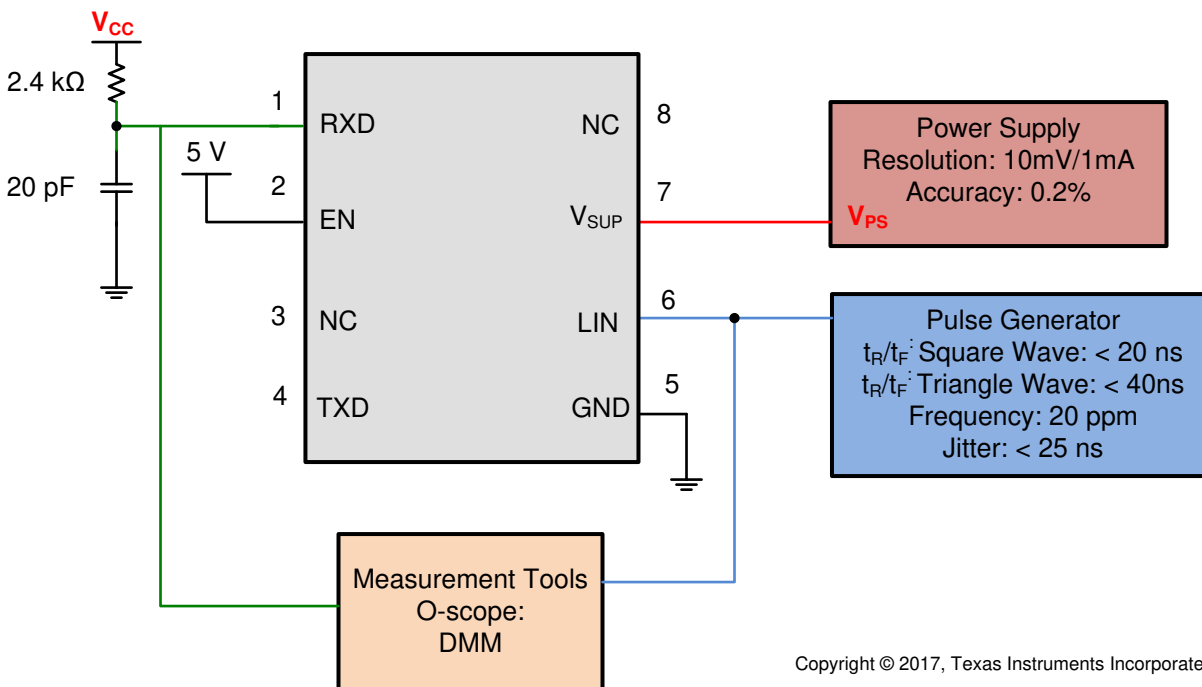 VCC
2.4 kΩ
20 pF
5 V
1
RXD
2
EN
3
NC
4
TXD
NC
8
VSUP
7
LIN
6
GND
5
Power Supply
Resolution: 10mV/1mA
Accuracy: 0.2%
VPS
Pulse Generator
tR/tF: Square Wave: < 20 ns
tR/tF: Triangle Wave: < 40ns
Frequency: 20 ppm
Jitter: < 25 ns
Measurement Tools
O-scope:
DMM
Copyright © 2017, Texas Instruments Incorporate